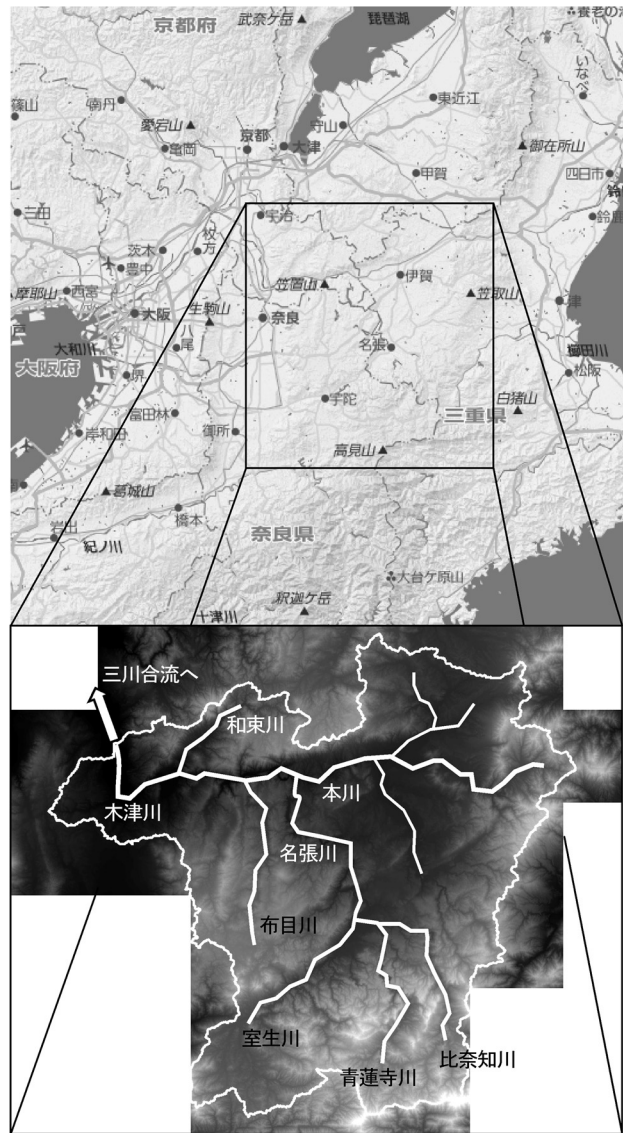 京都府
武奈ケ岳
琵琶湖
養老の滝
いなべ
篠山
南丹
東近江
愛宕山
京都
守山
御在所山
亀岡
大津
甲賀
四日市
三田
宇治
鈴鹿
茨木
枚方
豊中
伊賀
摩耶山
西宮
笠置山
笠取山
大阪
生駒山
奈良
津
八尾
大和川
名張
櫛田川
大阪府
堺
松阪
宇陀
三重県
白猪山
富田林
岸和田
御所
高見山
葛城山
橋本
岩出
紀ノ川
奈良県
大台ケ原山
十津川
釈迦ケ岳
三川合流へ
和束川
木津川
本川
名張川
布目川
室生川
青蓮寺川
比奈知川